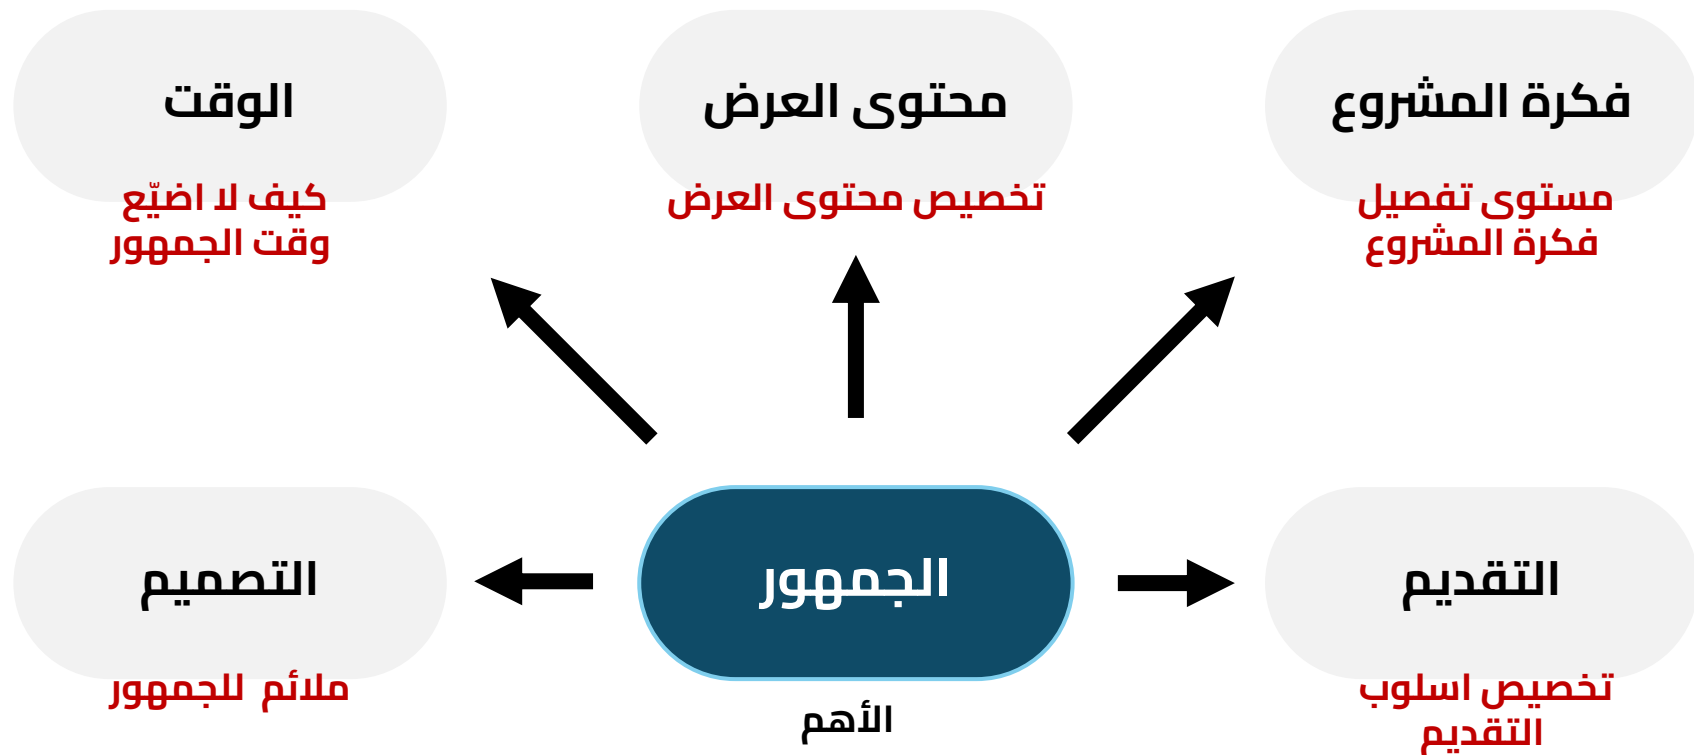 فكرة المشروع
مستوى تفصيل
فكرة المشروع
محتوى العرض
تخصيص محتوى العرض
الوقت
كيف لا اضيّع
وقت الجمهور
التقديم
تخصيص اسلوب
التقديم
الجمهور
الأهم
التصميم
ملائم للجمهور